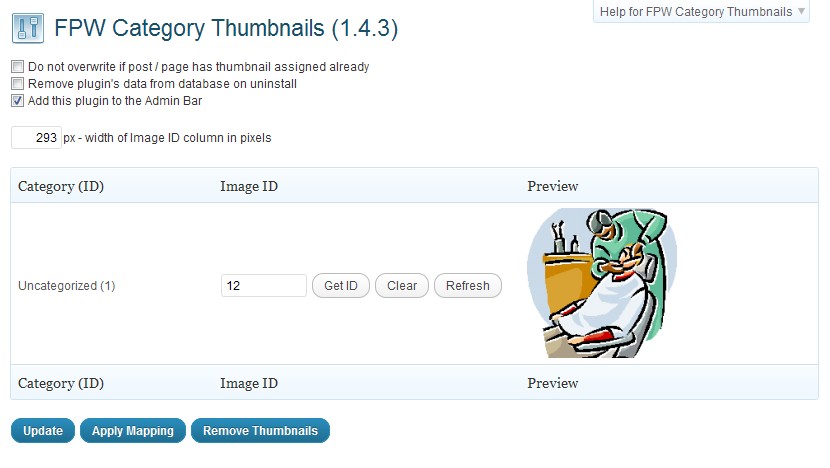 Help for FPW Category Thumbnails
FPW Category Thumbnails (1.4.3)
Do not overwrite if post / page has thumbnail assigned already
Remove plugin's data from database on uninstall
Add this plugin to the Admin Bar
293 px - width of Image ID column in pixels
Category (ID) Image ID Preview
Uncategorized (1) 12 Get ID Clear Refresh
Category (ID) Image ID Preview
Update Apply Mapping Remove Thumbnails